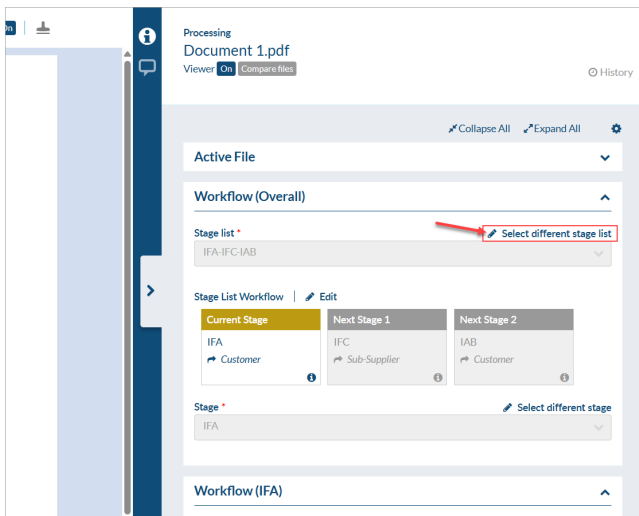 On
Processing
Document 1.pdf
Viewer On Compare files
History
Collapse All Expand All
Active File
Workflow (Overall)
Stage list *
Select different stage list
IFA-IFC-IAB
Stage List Workflow | Edit
Current Stage Next Stage 1 Next Stage 2
IFA IFC IAB
Customer Sub-Supplier Customer
Stage * Select different stage
IFA
Workflow (IFA)